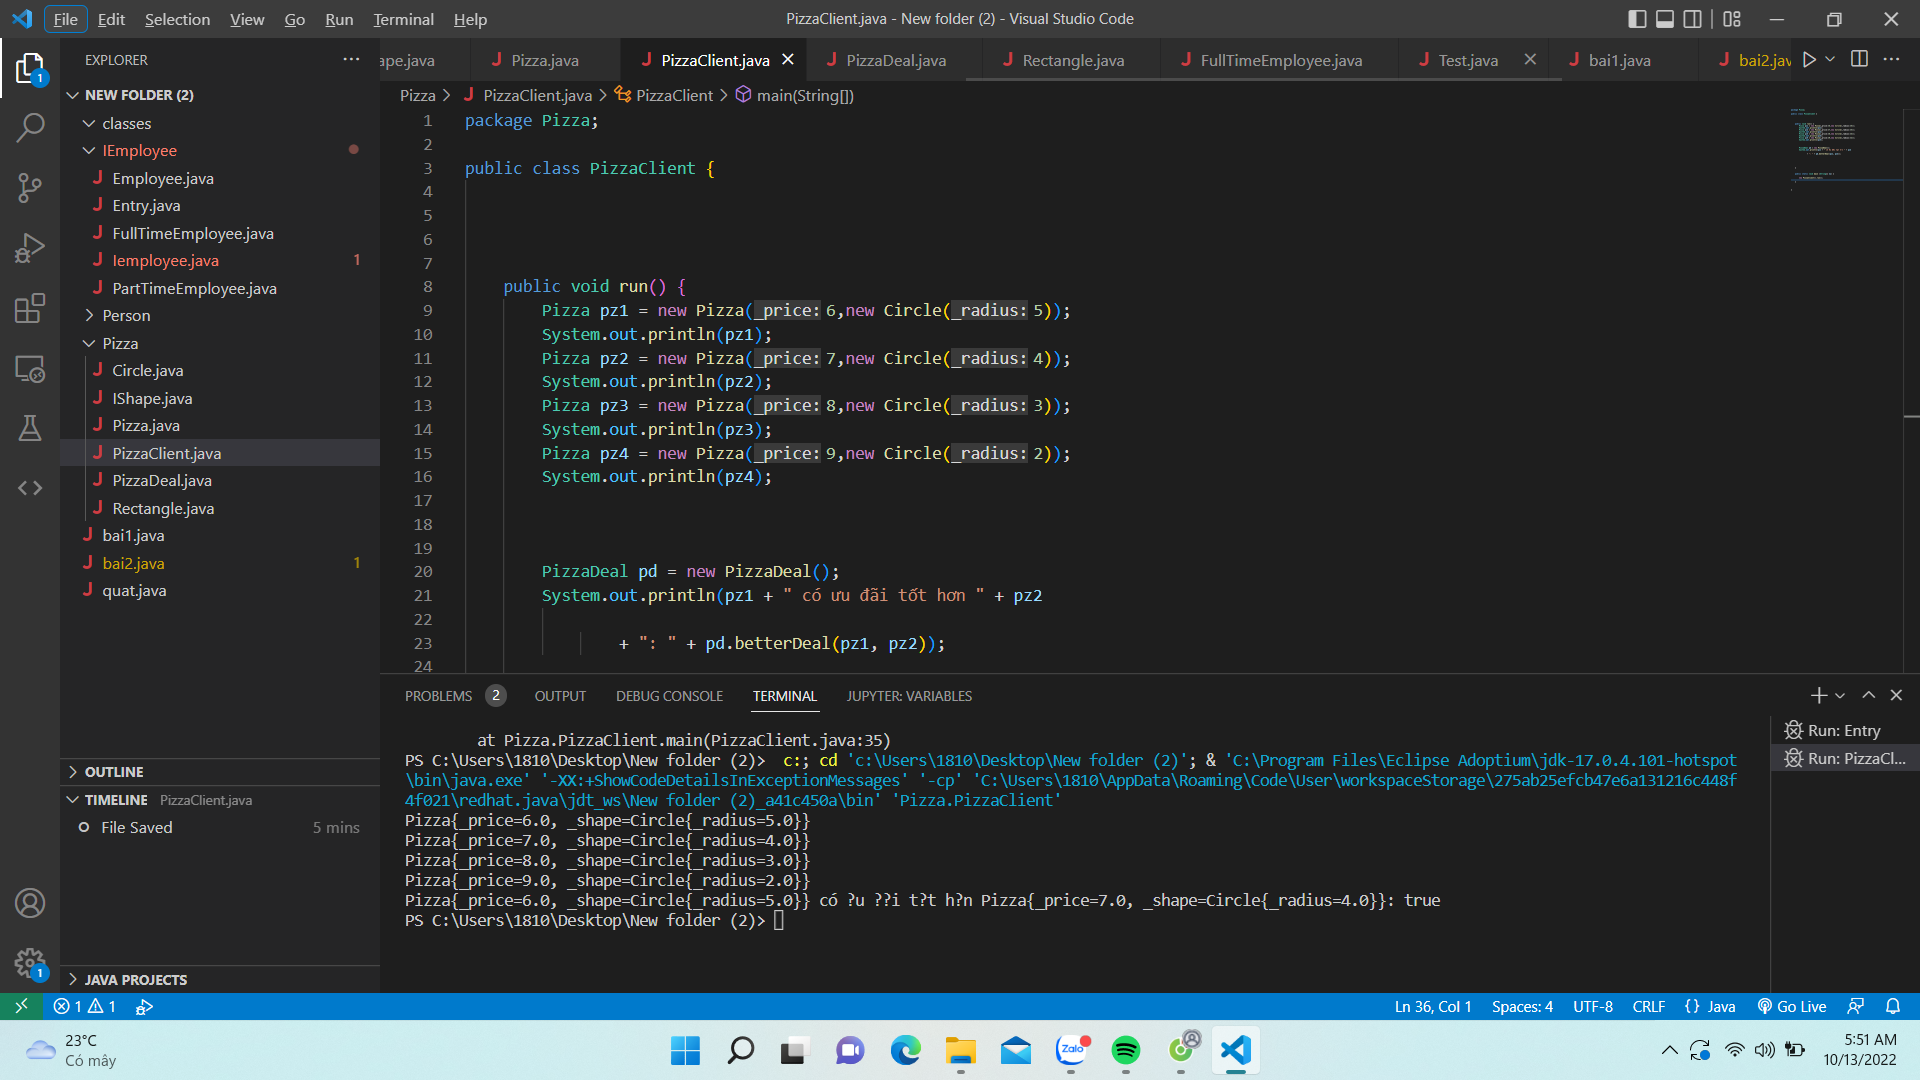 File Edit Selection View Go Run Terminal Help
PizzaClient.java - New folder (2) - Visual Studio Code
EXPLORER
ape.java Pizza.java PizzaClient.java PizzaDeal.java Rectangle.java FullTimeEmployee.java Test.java bai1.java bai2.jav
NEW FOLDER (2)
classes
IEmployee
Employee.java
Entry.java
FullTimeEmployee.java
Iemployee.java 1
PartTimeEmployee.java
Person
Pizza
Circle.java
IShape.java
Pizza.java
PizzaClient.java
PizzaDeal.java
Rectangle.java
bai1.java
bai2.java 1
quat.java
OUTLINE
TIMELINE PizzaClient.java
File Saved 5 mins
JAVA PROJECTS
1
1
Pizza > PizzaClient.java > PizzaClient > main(String[])
1 package Pizza;
2
3 public class PizzaClient {
4
5
6
7
8 public void run() {
9 Pizza pz1 = new Pizza(_price: 6,new Circle(_radius: 5));
10 System.out.println(pz1);
11 Pizza pz2 = new Pizza(_price: 7,new Circle(_radius: 4));
12 System.out.println(pz2);
13 Pizza pz3 = new Pizza(_price: 8,new Circle(_radius: 3));
14 System.out.println(pz3);
15 Pizza pz4 = new Pizza(_price: 9,new Circle(_radius: 2));
16 System.out.println(pz4);
17
18
19
20 PizzaDeal pd = new PizzaDeal();
21 System.out.println(pz1 + " có ưu đãi tốt hơn " + pz2
22
23 + ": " + pd.betterDeal(pz1, pz2));
24
PROBLEMS 2 OUTPUT DEBUG CONSOLE TERMINAL JUPYTER: VARIABLES
at Pizza.PizzaClient.main(PizzaClient.java:35)
PS C:\Users\1810\Desktop\New folder (2)> c:; cd 'c:\Users\1810\Desktop\New folder (2)'; & 'C:\Program Files\Eclipse Adoptium\jdk-17.0.4.101-hotspot
\bin\java.exe' '-XX:+ShowCodeDetailsInExceptionMessages' '-cp' 'C:\Users\1810\AppData\Roaming\Code\User\workspaceStorage\275ab25efcb47e6a131216c448f
4f021\redhat.java\jdt_ws\New folder (2)_a41c450a\bin' 'Pizza.PizzaClient'
Pizza{_price=6.0, _shape=Circle{_radius=5.0}}
Pizza{_price=7.0, _shape=Circle{_radius=4.0}}
Pizza{_price=8.0, _shape=Circle{_radius=3.0}}
Pizza{_price=9.0, _shape=Circle{_radius=2.0}}
Pizza{_price=6.0, _shape=Circle{_radius=5.0}} có ?u ??i t?t h?n Pizza{_price=7.0, _shape=Circle{_radius=4.0}}: true
PS C:\Users\1810\Desktop\New folder (2)>
Run: Entry
Run: PizzaCl...
1 1 Ln 36, Col 1 Spaces: 4 UTF-8 CRLF {} Java Go Live
23°C
Có mây
Zalo
5:51 AM
10/13/2022